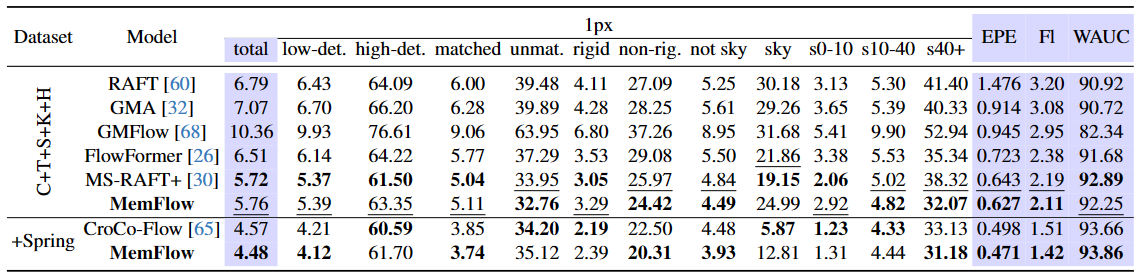 Dataset Model 1px EPE Fl WAUC
total low-det. high-det. matched unmat. rigid non-rig. not sky sky s0-10 s10-40 s40+
C+T+S+K+H
RAFT [60] 6.79 6.43 64.09 6.00 39.48 4.11 27.09 5.25 30.18 3.13 5.30 41.40 1.476 3.20 90.92
GMA [32] 7.07 6.70 66.20 6.28 39.89 4.28 28.25 5.61 29.26 3.65 5.39 40.33 0.914 3.08 90.72
GMFlow [68] 10.36 9.93 76.61 9.06 63.95 6.80 37.26 8.95 31.68 5.41 9.90 52.94 0.945 2.95 82.34
FlowFormer [26] 6.51 6.14 64.22 5.77 37.29 3.53 29.08 5.50 21.86 3.38 5.53 35.34 0.723 2.38 91.68
MS-RAFT+ [30] 5.72 5.37 61.50 5.04 33.95 3.05 25.97 4.84 19.15 2.06 5.02 38.32 0.643 2.19 92.89
MemFlow 5.76 5.39 63.35 5.11 32.76 3.29 24.42 4.49 24.99 2.92 4.82 32.07 0.627 2.11 92.25
+Spring
CroCo-Flow [65] 4.57 4.21 60.59 3.85 34.20 2.19 22.50 4.48 5.87 1.23 4.33 33.13 0.498 1.51 93.66
MemFlow 4.48 4.12 61.70 3.74 35.12 2.39 20.31 3.93 12.81 1.31 4.44 31.18 0.471 1.42 93.86